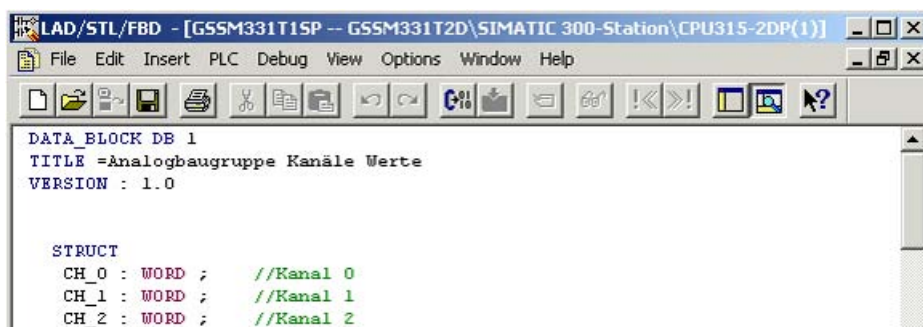 LAD/STL/FBD - [GSSM331T1SP -- GSSM331T2D\SIMATIC 300-Station\CPU315-2DP(1)]
File Edit Insert PLC Debug View Options Window Help
DATA_BLOCK DB 1
TITLE =Analogbaugruppe Kanäle Werte
VERSION : 1.0
STRUCT
CH_0 : WORD ; //Kanal 0
CH_1 : WORD ; //Kanal 1
CH_2 : WORD ; //Kanal 2